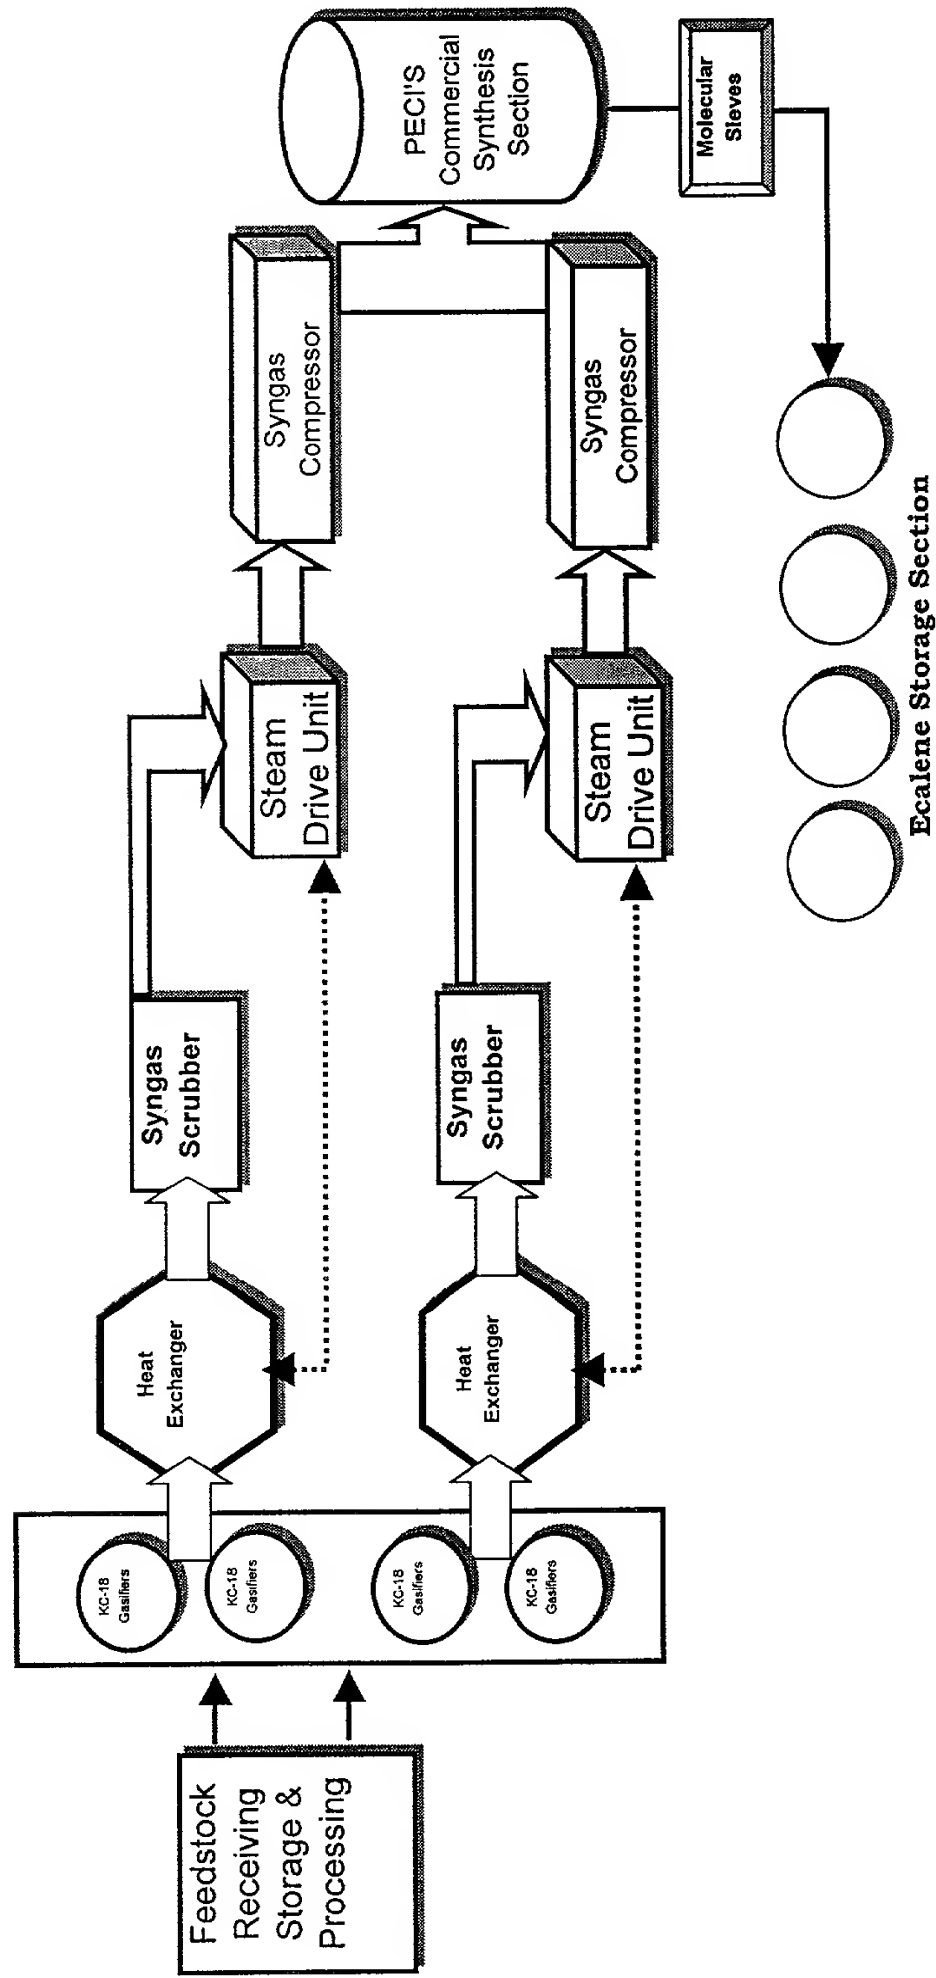 Feedstock
Receiving
Storage &
Processing
KC-18
Gasifiers
KC-18
Gasifiers
KC-18
Gasifiers
KC-18
Gasifiers
Heat
Exchanger
Heat
Exchanger
Syngas
Scrubber
Syngas
Scrubber
Steam
Drive Unit
Steam
Drive Unit
Syngas
Compressor
Syngas
Compressor
PECI'S
Commercial
Synthesis
Section
Molecular
Sieves
Ecalene Storage Section